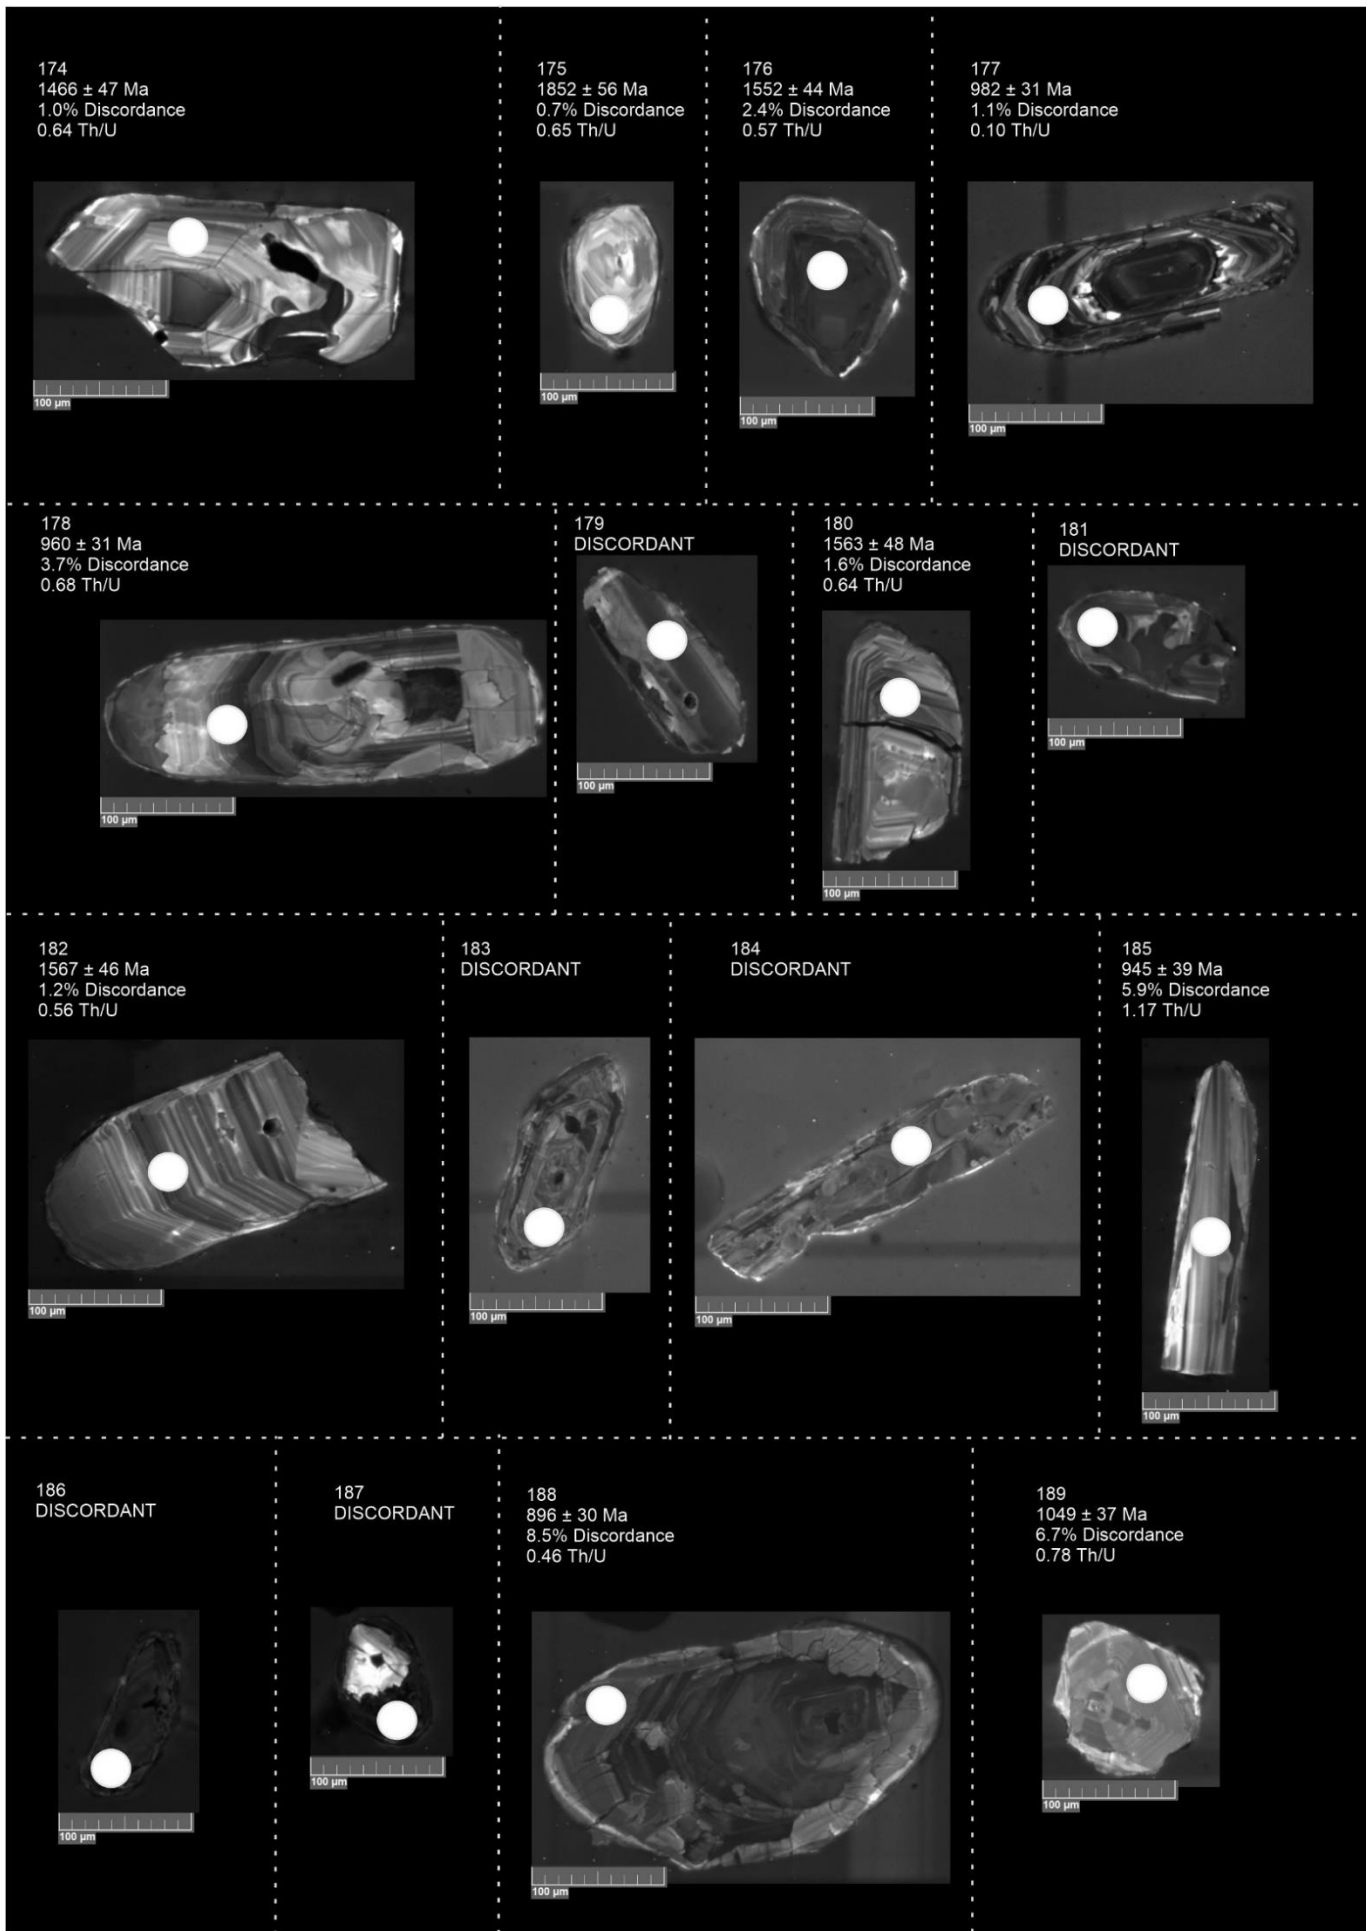 174
1466 ± 47 Ma
1.0% Discordance
0.64 Th/U
100 µm
175
1852 ± 56 Ma
0.7% Discordance
0.65 Th/U
100 µm
176
1552 ± 44 Ma
2.4% Discordance
0.57 Th/U
100 µm
177
982 ± 31 Ma
1.1% Discordance
0.10 Th/U
100 µm
178
960 ± 31 Ma
3.7% Discordance
0.68 Th/U
100 µm
179
DISCORDANT
100 µm
180
1563 ± 48 Ma
1.6% Discordance
0.64 Th/U
100 µm
181
DISCORDANT
100 µm
182
1567 ± 46 Ma
1.2% Discordance
0.56 Th/U
100 µm
183
DISCORDANT
100 µm
184
DISCORDANT
100 µm
185
945 ± 39 Ma
5.9% Discordance
1.17 Th/U
100 µm
186
DISCORDANT
100 µm
187
DISCORDANT
100 µm
188
896 ± 30 Ma
8.5% Discordance
0.46 Th/U
100 µm
189
1049 ± 37 Ma
6.7% Discordance
0.78 Th/U
100 µm